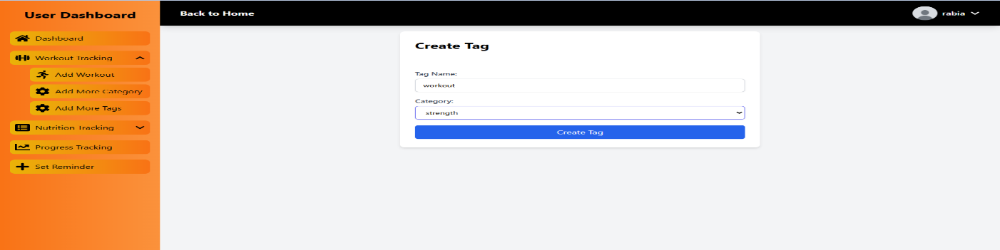 User Dashboard
Dashboard
Workout Tracking
Add Workout
Add More Category
Add More Tags
Nutrition Tracking
Progress Tracking
Set Reminder
Back to Home
rabia
Create Tag
Tag Name:
workout
Category:
strength
Create Tag